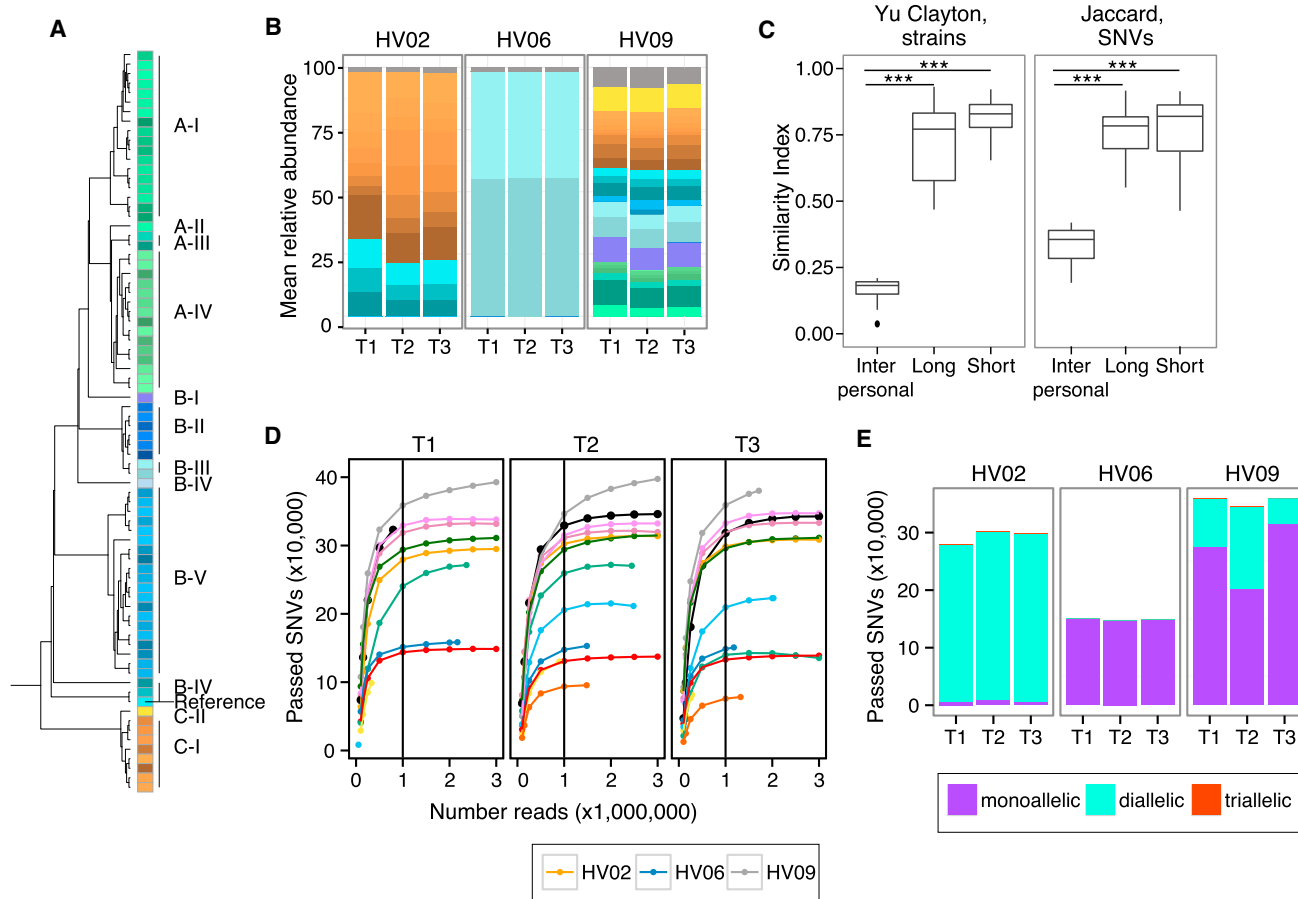 A
A-I
A-II
A-III
A-IV
B-I
B-II
B-III
B-IV
B-V
B-IV
Reference
C-II
C-I
B
HV02 HV06 HV09
Mean relative abundance
100
75
50
25
0
T1 T2 T3 T1 T2 T3 T1 T2 T3
C
Yu Clayton, strains
Jaccard, SNVs
Similarity Index
1.00
0.75
0.50
0.25
0.00
*** ***
*** ***
Inter personal Long Short
Inter personal Long Short
D
T1 T2 T3
Passed SNVs (x10,000)
40
30
20
10
0
0 1 2 3 0 1 2 3 0 1 2 3
Number reads (x1,000,000)
HV02 HV06 HV09
E
HV02 HV06 HV09
Passed SNVs (x10,000)
30
20
10
0
T1 T2 T3 T1 T2 T3 T1 T2 T3
monoallelic diallelic triallelic